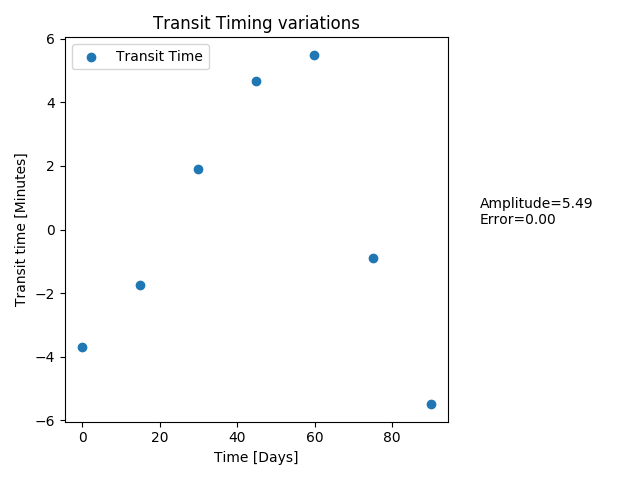 Transit Timing variations
Transit Time
6
4
2
0
−2
−4
−6
Transit time [Minutes]
0 20 40 60 80
Time [Days]
Amplitude=5.49
Error=0.00